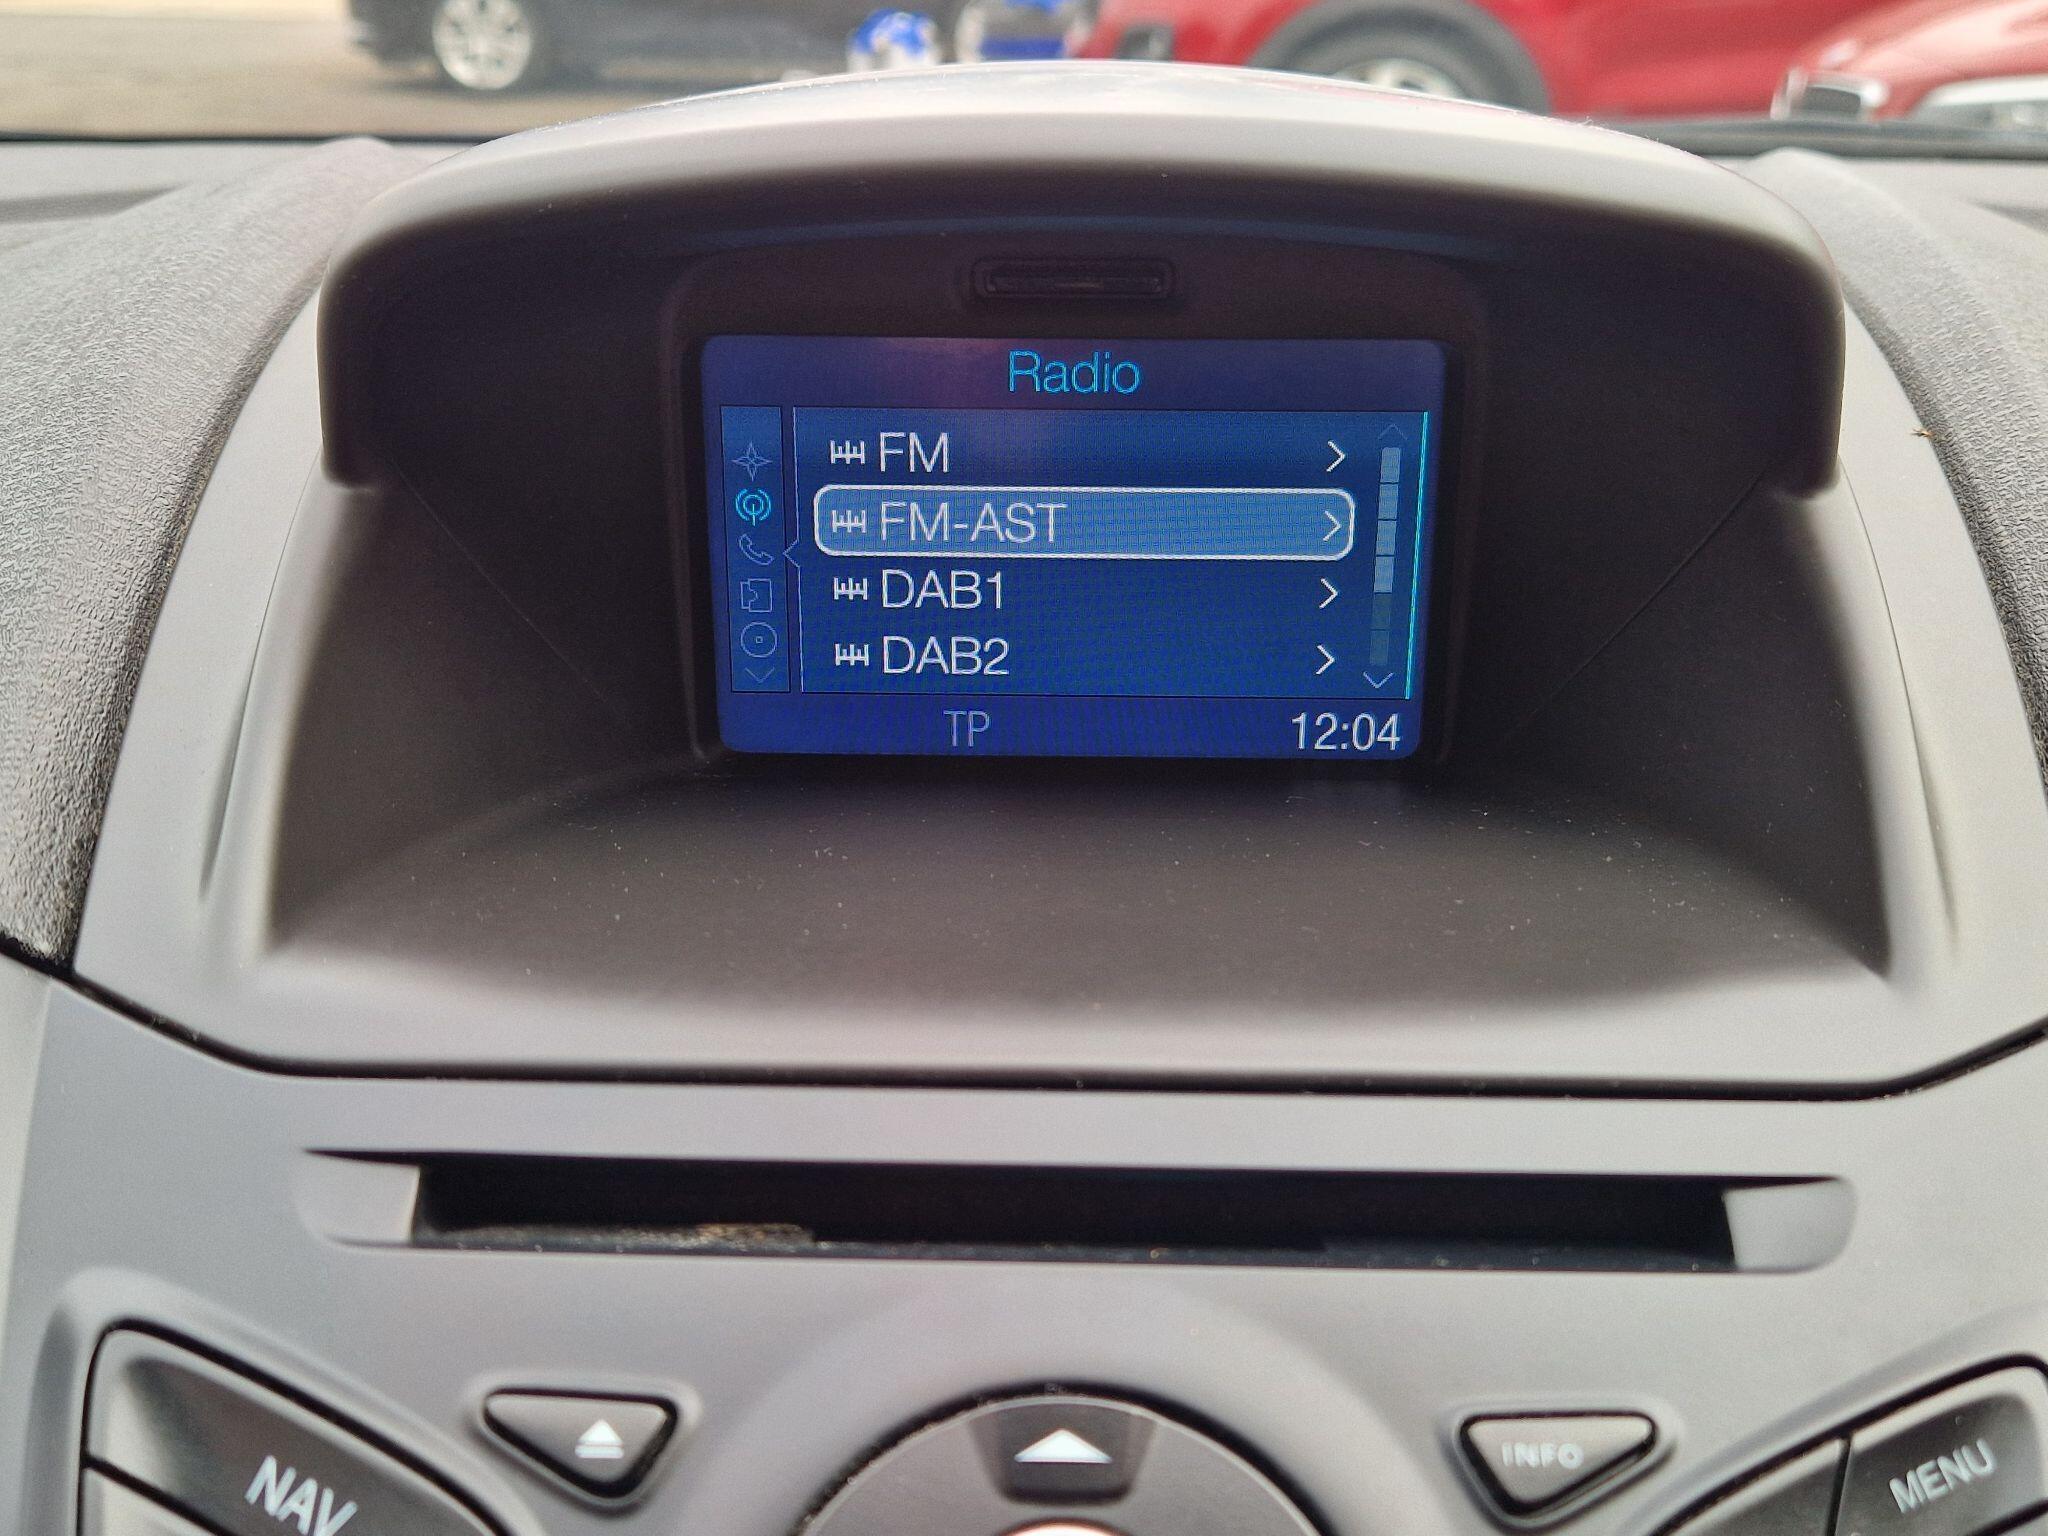 Radio
FM
FM-AST
DAB1
DAB2
TP 12:04
NAV
INFO
MENU